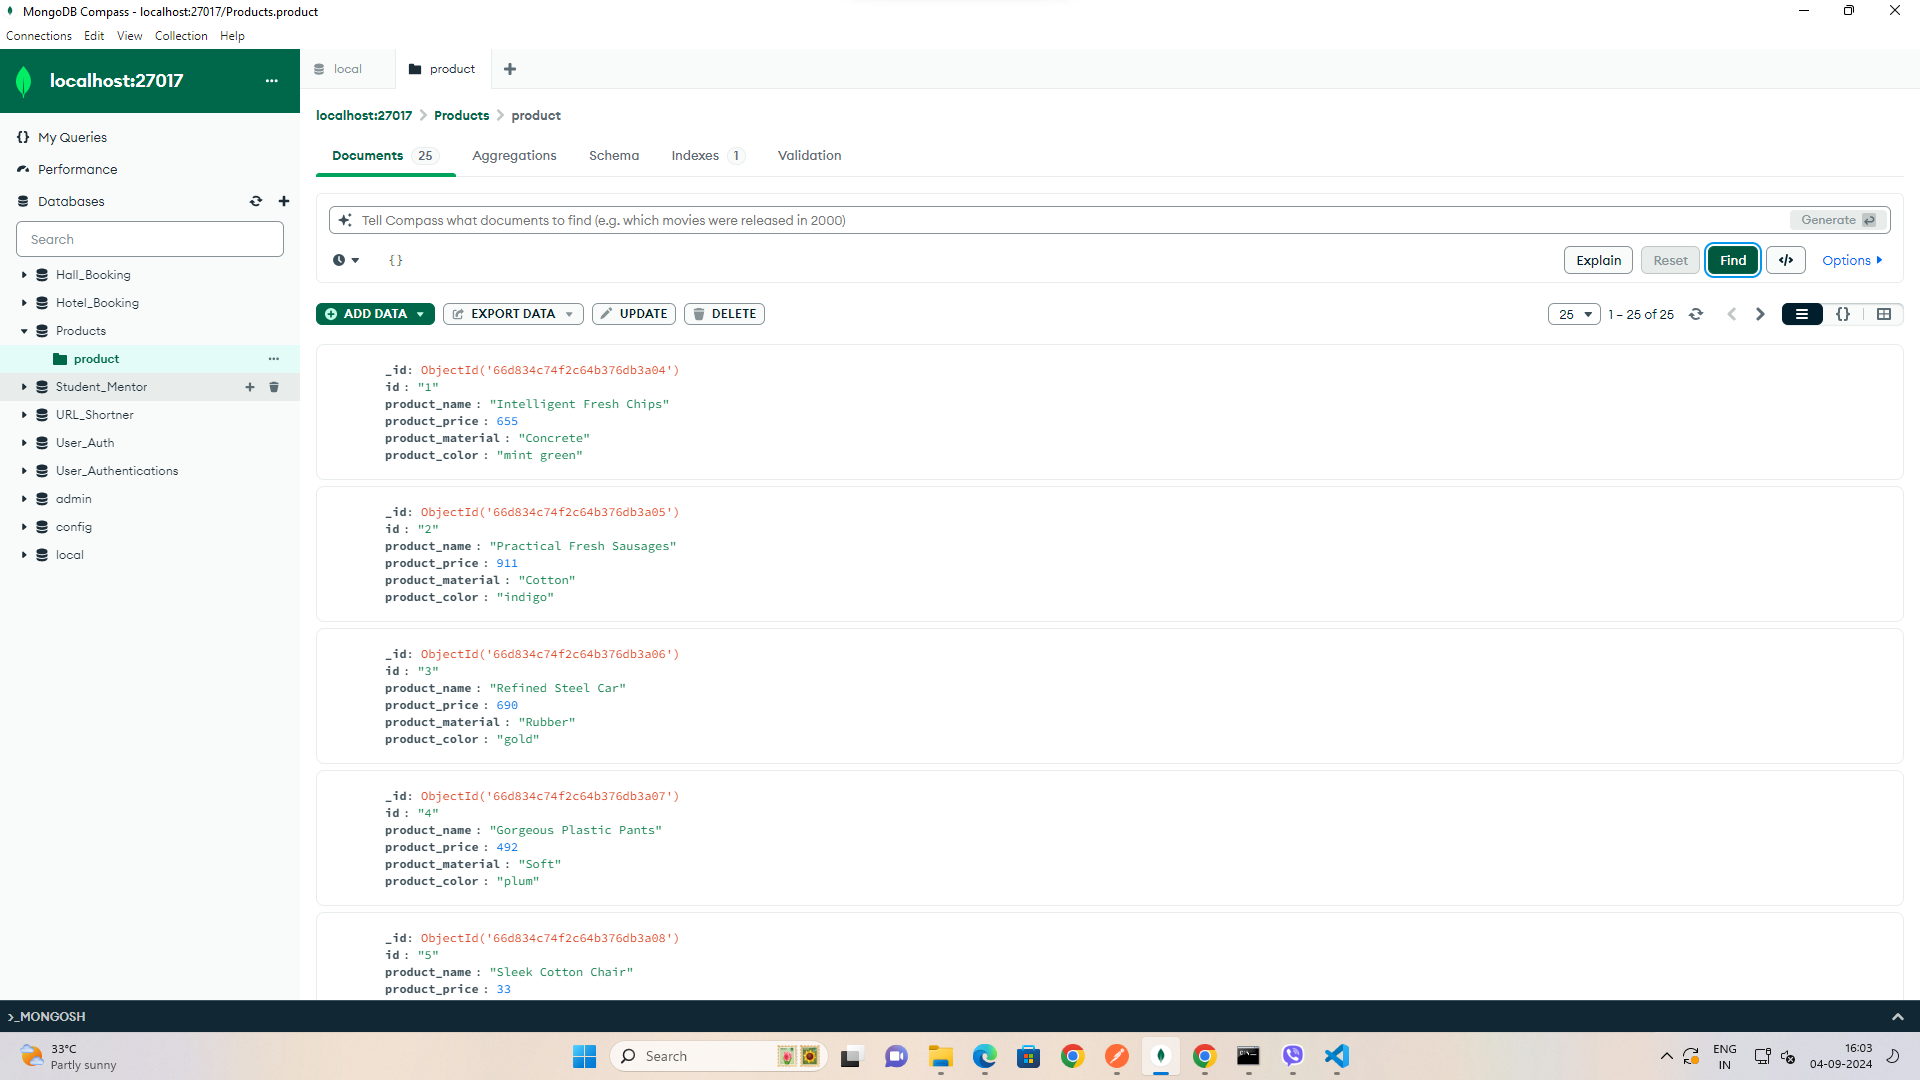 MongoDB Compass - localhost:27017/Products.product
Connections Edit View Collection Help
localhost:27017 ...
local product
My Queries
Performance
Databases
Search
Hall_Booking
Hotel_Booking
Products
product ...
Student_Mentor
URL_Shortner
User_Auth
User_Authentications
admin
config
local
localhost:27017 > Products > product
Documents 25 Aggregations Schema Indexes 1 Validation
Tell Compass what documents to find (e.g. which movies were released in 2000) Generate
{} Explain Reset Find </> Options
ADD DATA EXPORT DATA UPDATE DELETE 25 1 – 25 of 25 {}
_id: ObjectId('66d834c74f2c64b376db3a04')
id : "1"
product_name : "Intelligent Fresh Chips"
product_price : 655
product_material : "Concrete"
product_color : "mint green"
_id: ObjectId('66d834c74f2c64b376db3a05')
id : "2"
product_name : "Practical Fresh Sausages"
product_price : 911
product_material : "Cotton"
product_color : "indigo"
_id: ObjectId('66d834c74f2c64b376db3a06')
id : "3"
product_name : "Refined Steel Car"
product_price : 690
product_material : "Rubber"
product_color : "gold"
_id: ObjectId('66d834c74f2c64b376db3a07')
id : "4"
product_name : "Gorgeous Plastic Pants"
product_price : 492
product_material : "Soft"
product_color : "plum"
_id: ObjectId('66d834c74f2c64b376db3a08')
id : "5"
product_name : "Sleek Cotton Chair"
product_price : 33
>_MONGOSH
33°C
Partly sunny
Search
ENG
IN
16:03
04-09-2024